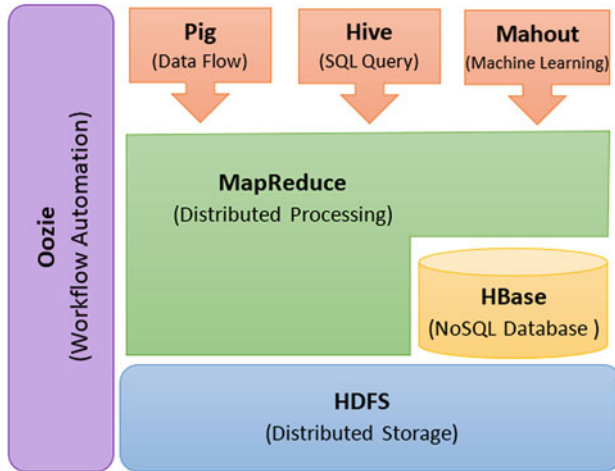 Pig
(Data Flow)
Hive
(SQL Query)
Mahout
(Machine Learning)
Oozie
(Workflow Automation)
MapReduce
(Distributed Processing)
HBase
(NoSQL Database )
HDFS
(Distributed Storage)